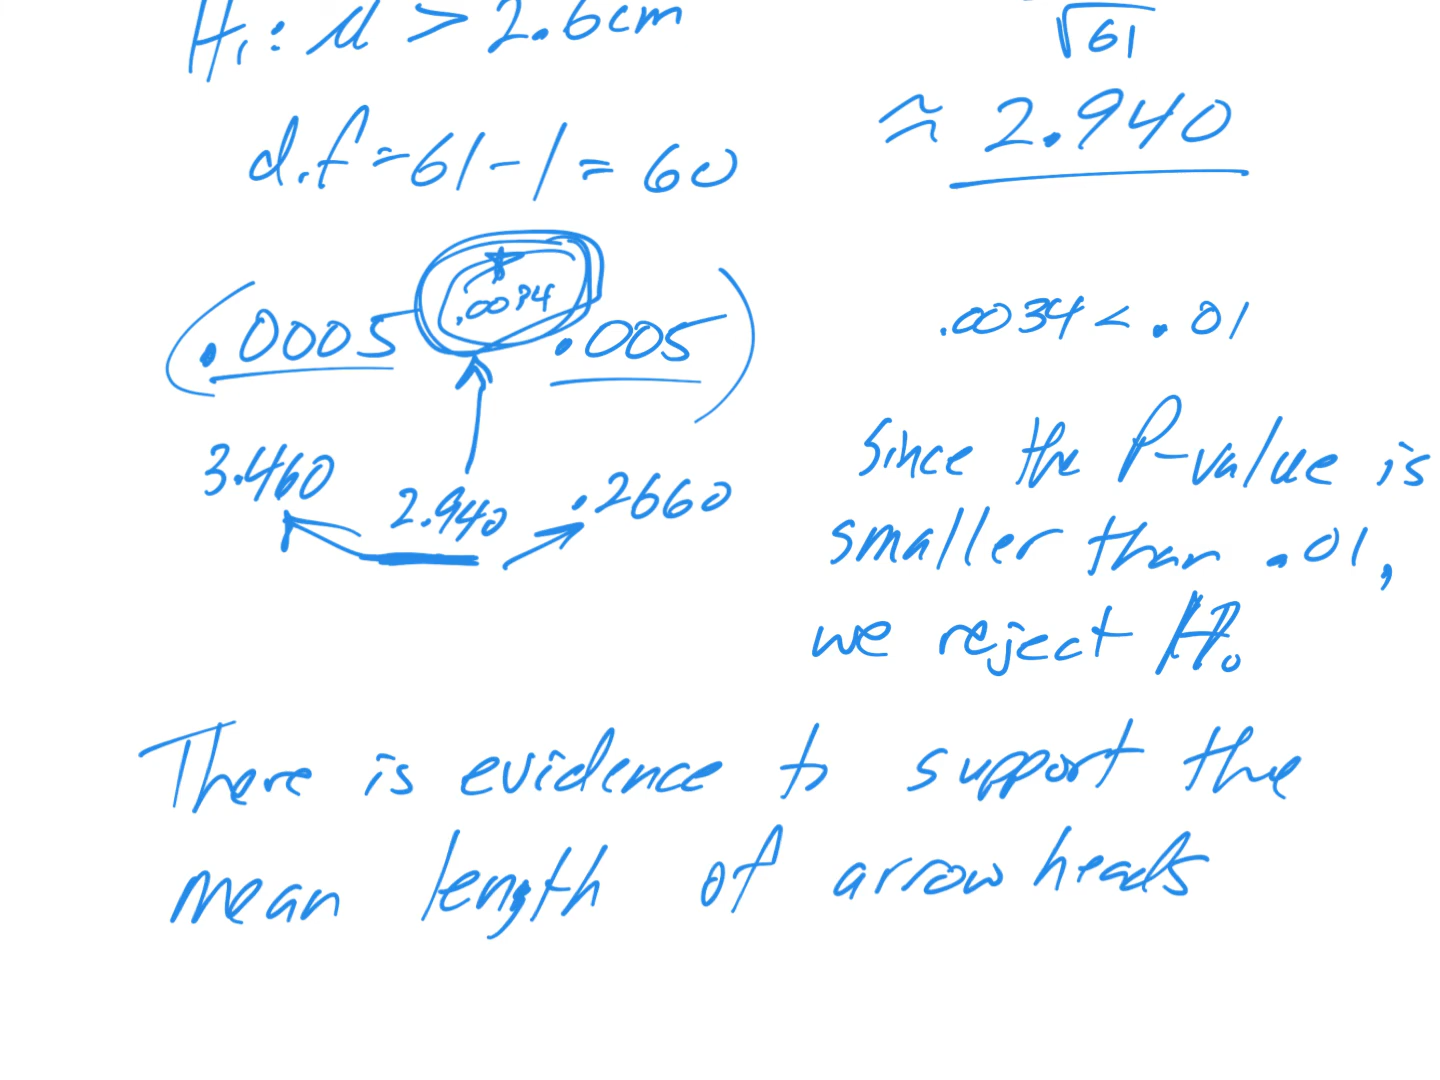 H₁: μ > 2.6cm
√61
≈ 2.940
d.f = 61 - 1 = 60
(.0005 .0034 .005)
.0034 < .01
3.460 2.940 .2660
Since the P-value is
smaller than .01,
we reject H₀
There is evidence to support the
mean length of arrow heads